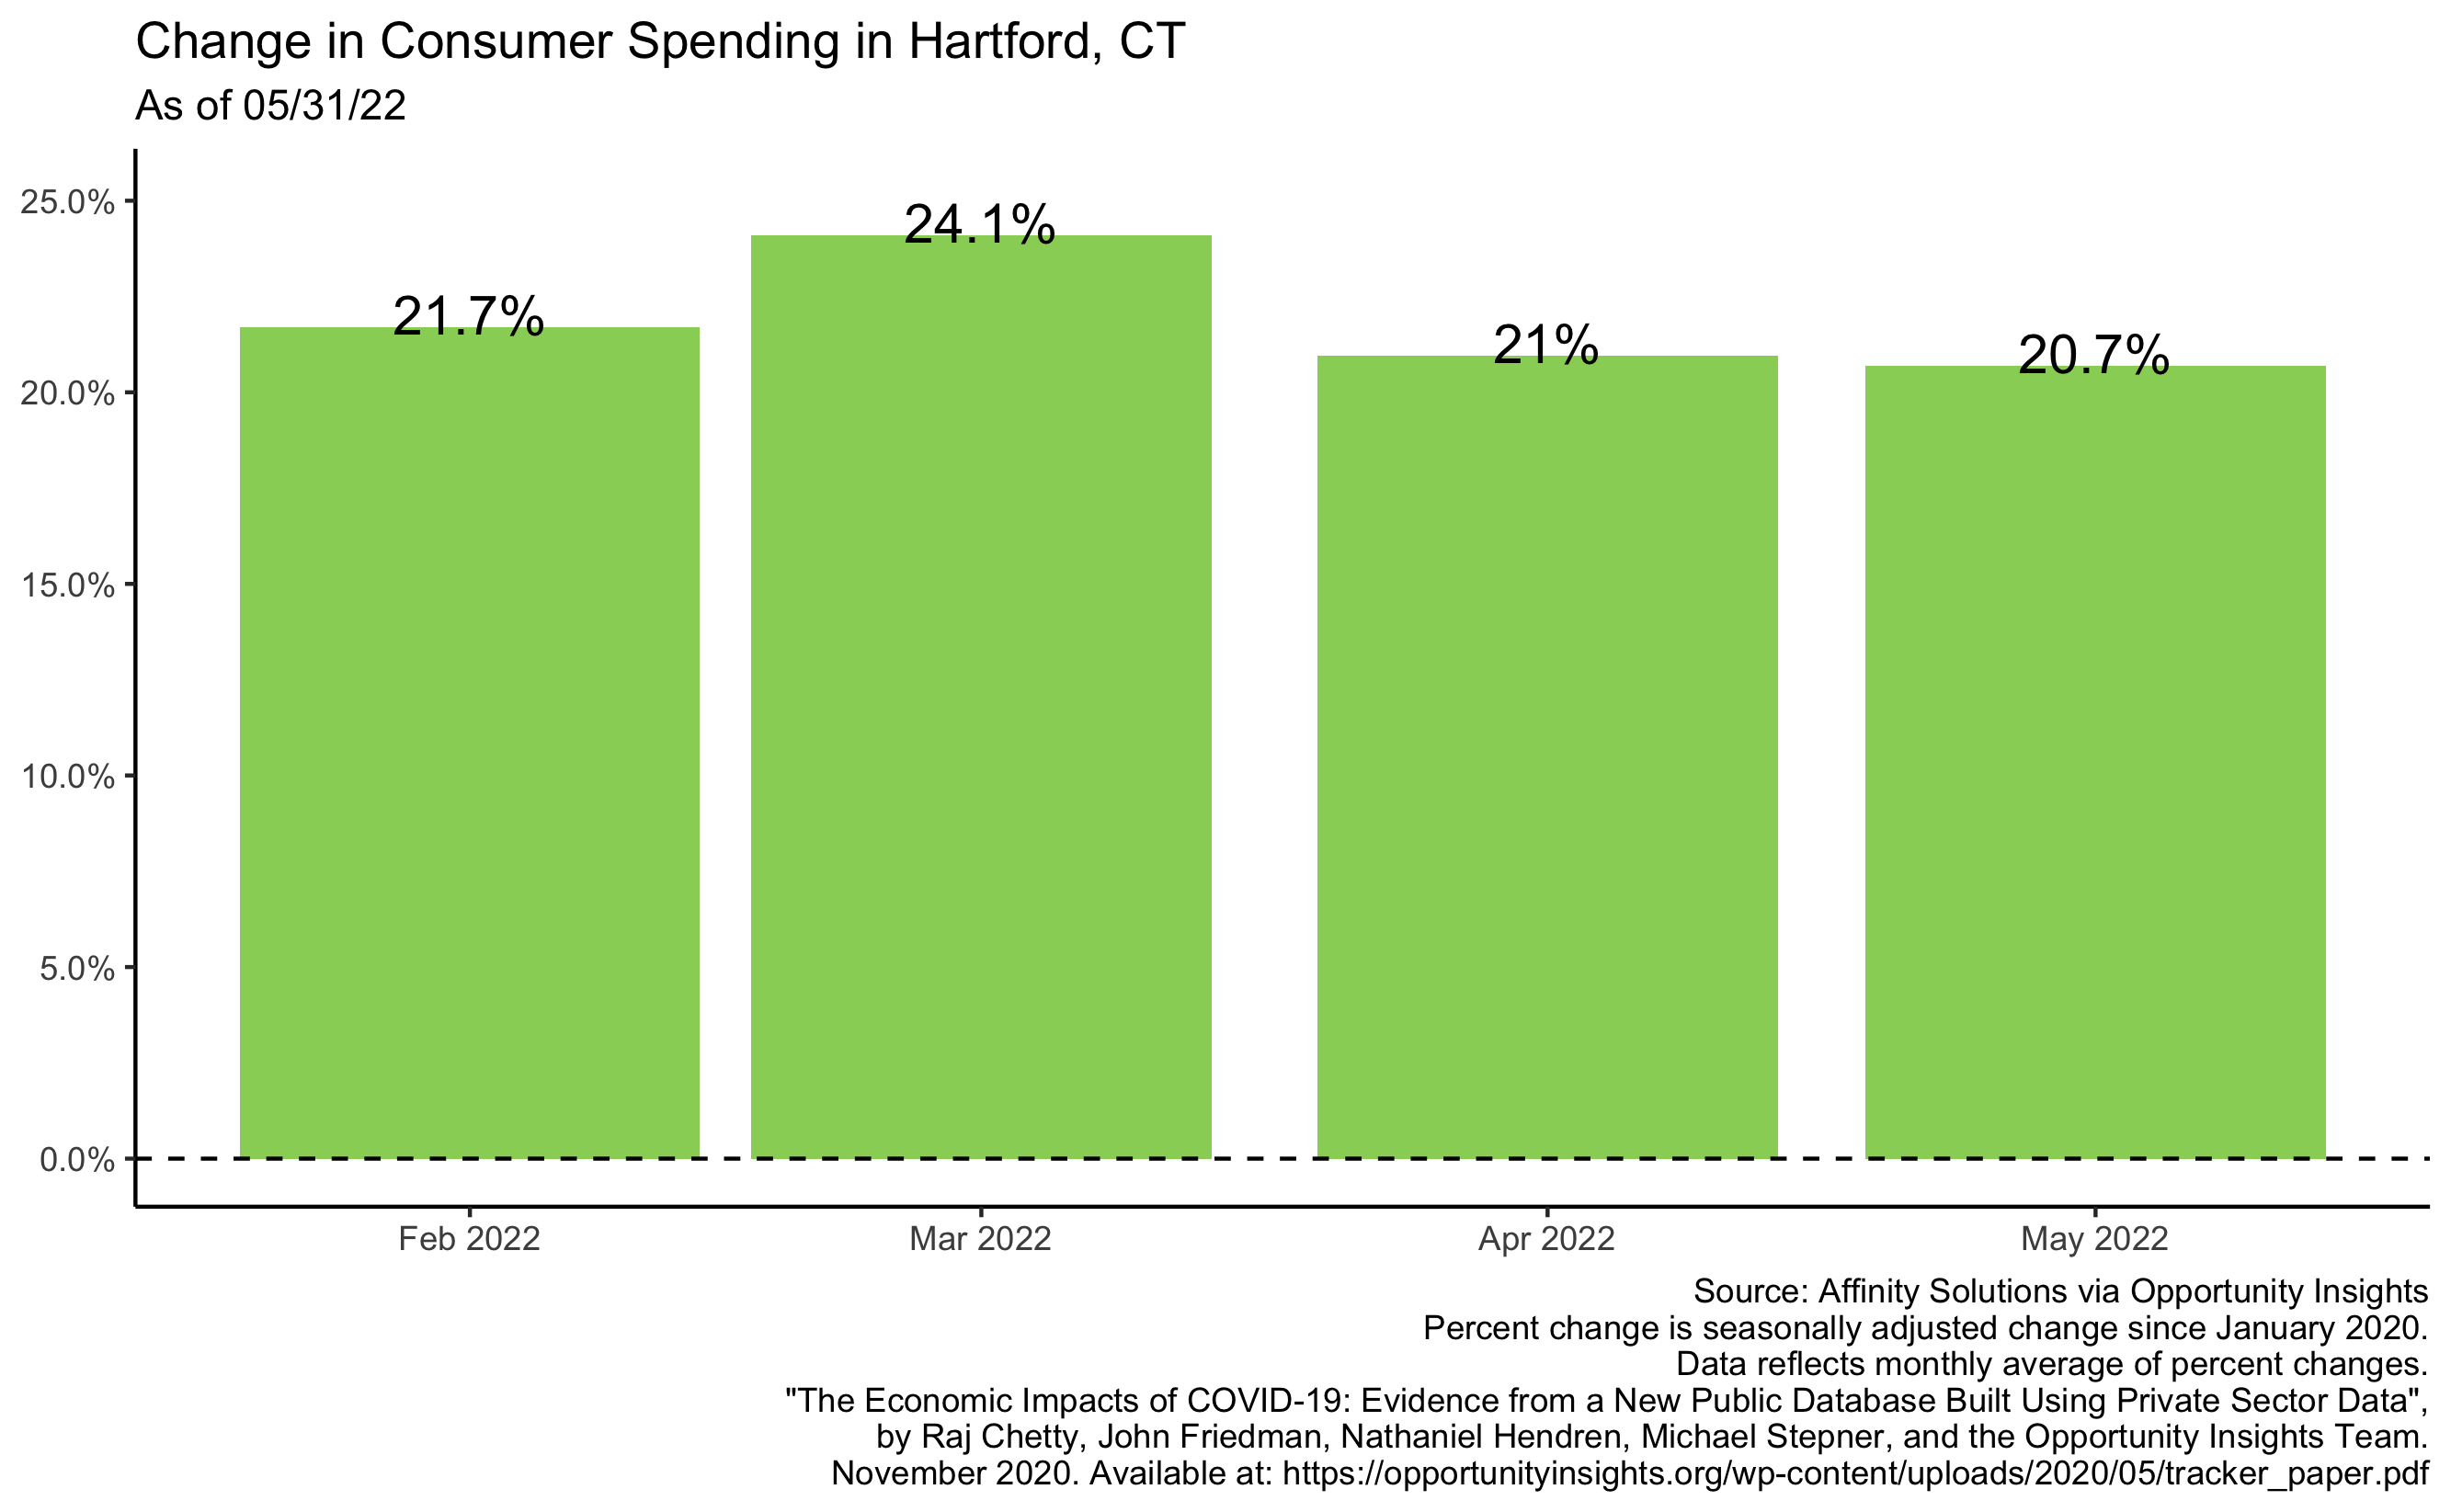 Change in Consumer Spending in Hartford, CT
As of 05/31/22
25.0%
20.0%
15.0%
10.0%
5.0%
0.0%
21.7%
24.1%
21%
20.7%
Feb 2022
Mar 2022
Apr 2022
May 2022
Source: Affinity Solutions via Opportunity Insights
Percent change is seasonally adjusted change since January 2020.
Data reflects monthly average of percent changes.
"The Economic Impacts of COVID-19: Evidence from a New Public Database Built Using Private Sector Data",
by Raj Chetty, John Friedman, Nathaniel Hendren, Michael Stepner, and the Opportunity Insights Team.
November 2020. Available at: https://opportunityinsights.org/wp-content/uploads/2020/05/tracker_paper.pdf